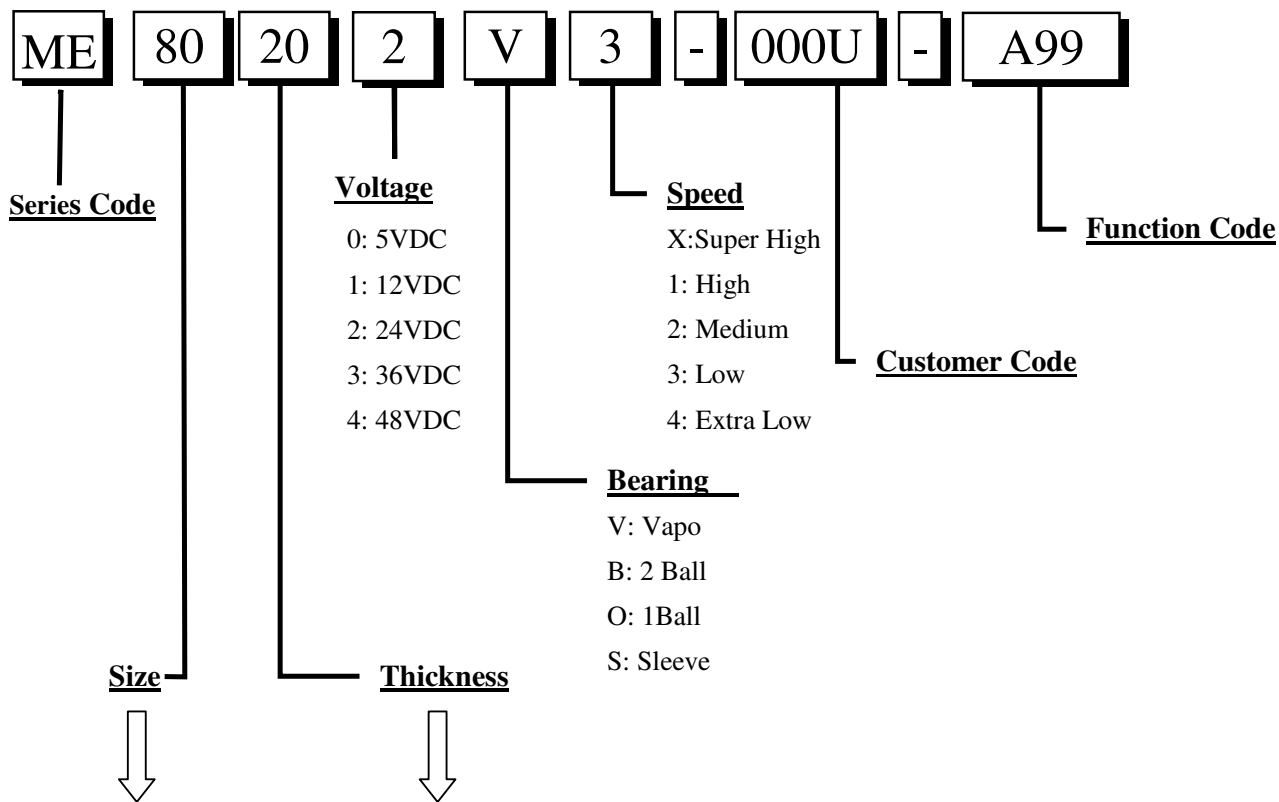 ME 80 20 2 V 3 - 000U - A99
Series Code
Voltage
0: 5VDC
1: 12VDC
2: 24VDC
3: 36VDC
4: 48VDC
Speed
X:Super High
1: High
2: Medium
3: Low
4: Extra Low
Function Code
Customer Code
Bearing
V: Vapo
B: 2 Ball
O: 1Ball
S: Sleeve
Size
Thickness